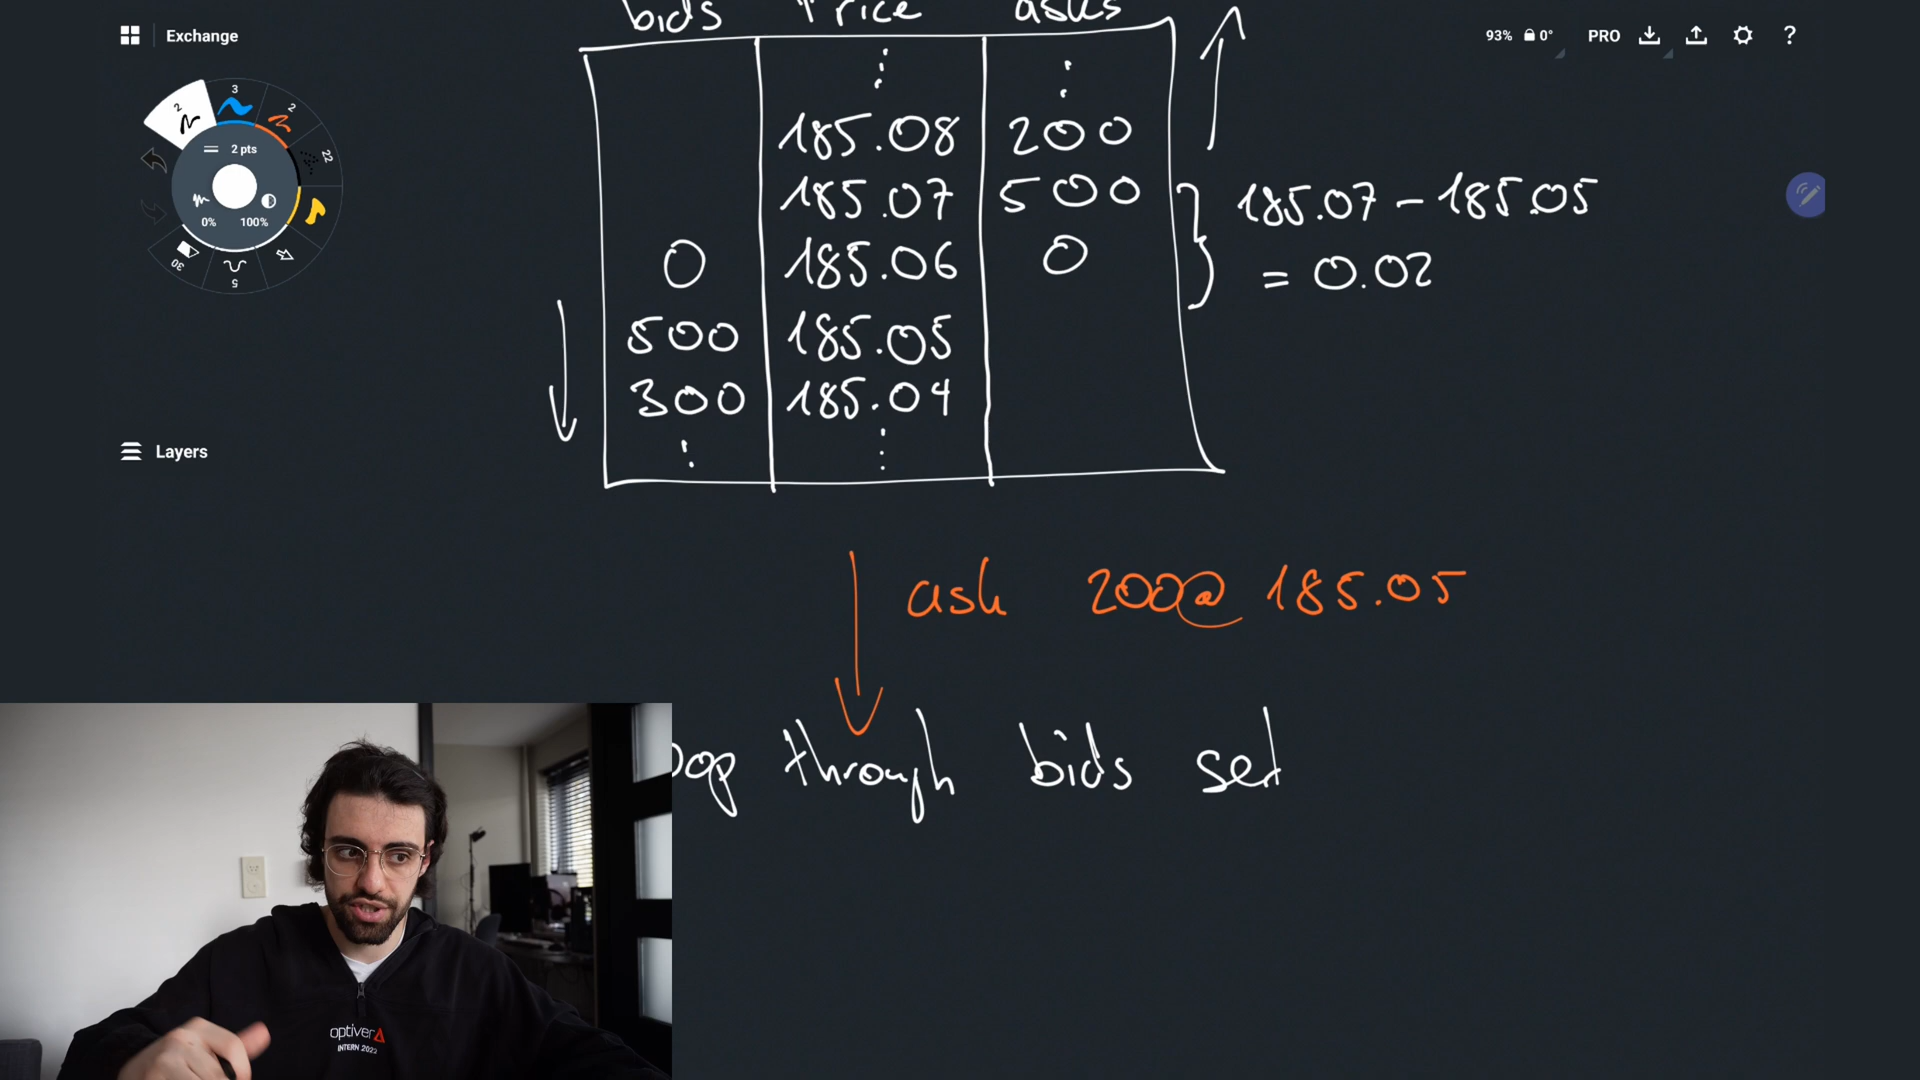 Exchange
93% 0° PRO ?
bids Price asks
185.08 200
185.07 500
0 185.06 0
500 185.05
300 185.04
185.07 - 185.05
= 0.02
2 3 2 22
2 pts
0% 100%
30 5
Layers
ask 200@ 185.05
through bids set
optiver
INTERN 2023